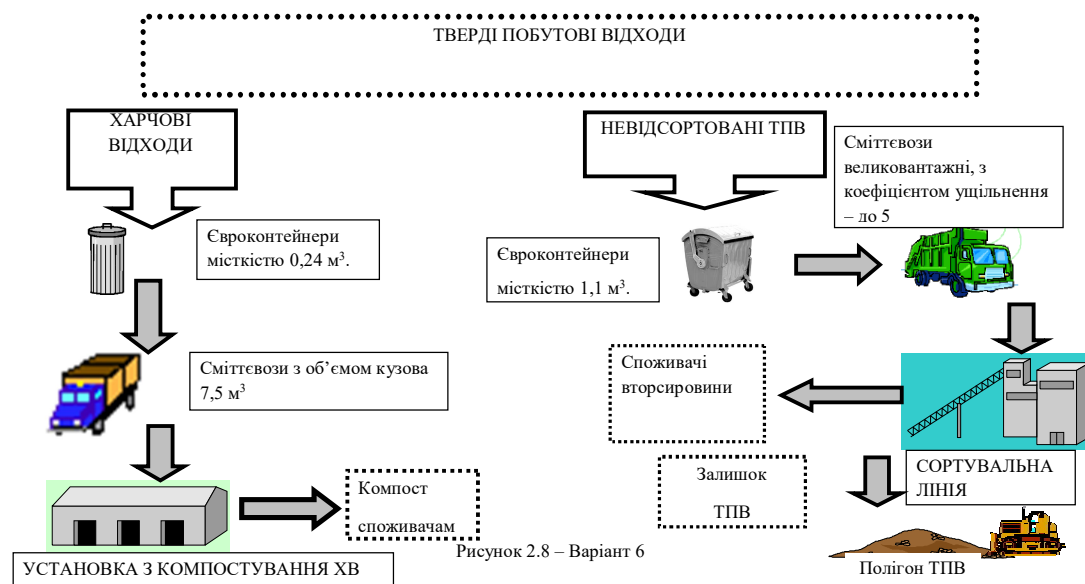 ТВЕРДІ ПОБУТОВІ ВІДХОДИ
ХАРЧОВІ
ВІДХОДИ
НЕВІДСОРТОВАНІ ТПВ
Сміттєвози
великовантажні, з
коефіцієнтом ущільнення
– до 5
Євроконтейнери
місткістю 0,24 м³.
Євроконтейнери
місткістю 1,1 м³.
Сміттєвози з об’ємом кузова
7,5 м³
Споживачі
вторсировини
СОРТУВАЛЬНА
ЛІНІЯ
Залишок
ТПВ
Компост
споживачам
Рисунок 2.8 – Варіант 6
УСТАНОВКА З КОМПОСТУВАННЯ ХВ
Полігон ТПВ